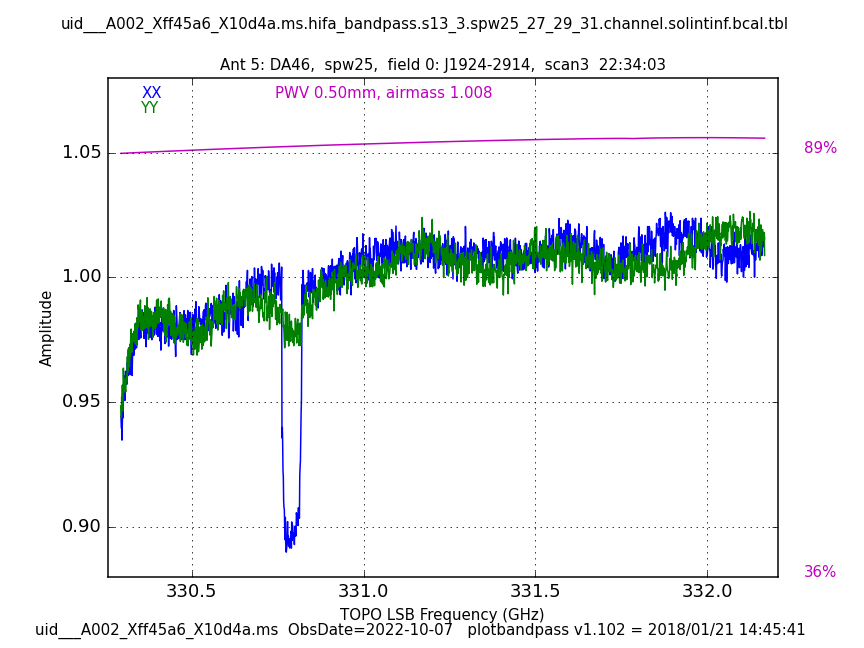 uid___A002_Xff45a6_X10d4a.ms.hifa_bandpass.s13_3.spw25_27_29_31.channel.solintinf.bcal.tbl
Ant 5: DA46,  spw25,  field 0: J1924-2914,  scan3  22:34:03
XX
PWV 0.50mm, airmass 1.008
YY
1.05
89%
1.00
0.95
0.90
Amplitude
36%
330.5
331.0
331.5
332.0
TOPO LSB Frequency (GHz)
uid___A002_Xff45a6_X10d4a.ms  ObsDate=2022-10-07   plotbandpass v1.102 = 2018/01/21 14:45:41